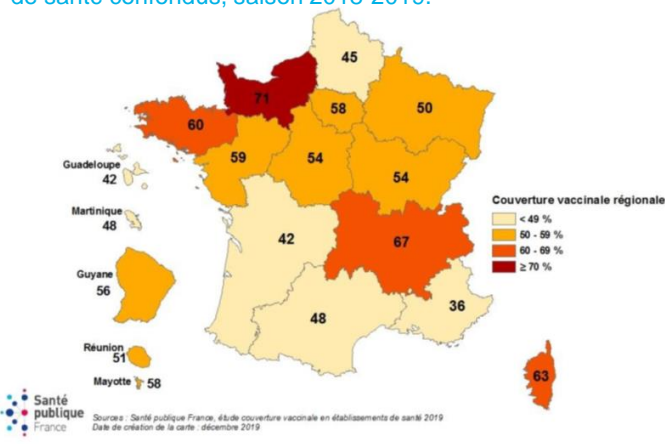 de santé confondus, saison 2018-2019.
45
71
58
50
60
59
54
54
Guadeloupe
42
Couverture vaccinale régionale
< 49 %
50 - 59 %
60 - 69 %
≥ 70 %
Martinique
48
42
67
Guyane
56
36
48
Réunion
51
Mayotte 58
63
Santé
publique
France
Sources : Santé publique France, étude couverture vaccinale en établissements de santé 2019
Date de création de la carte : décembre 2019